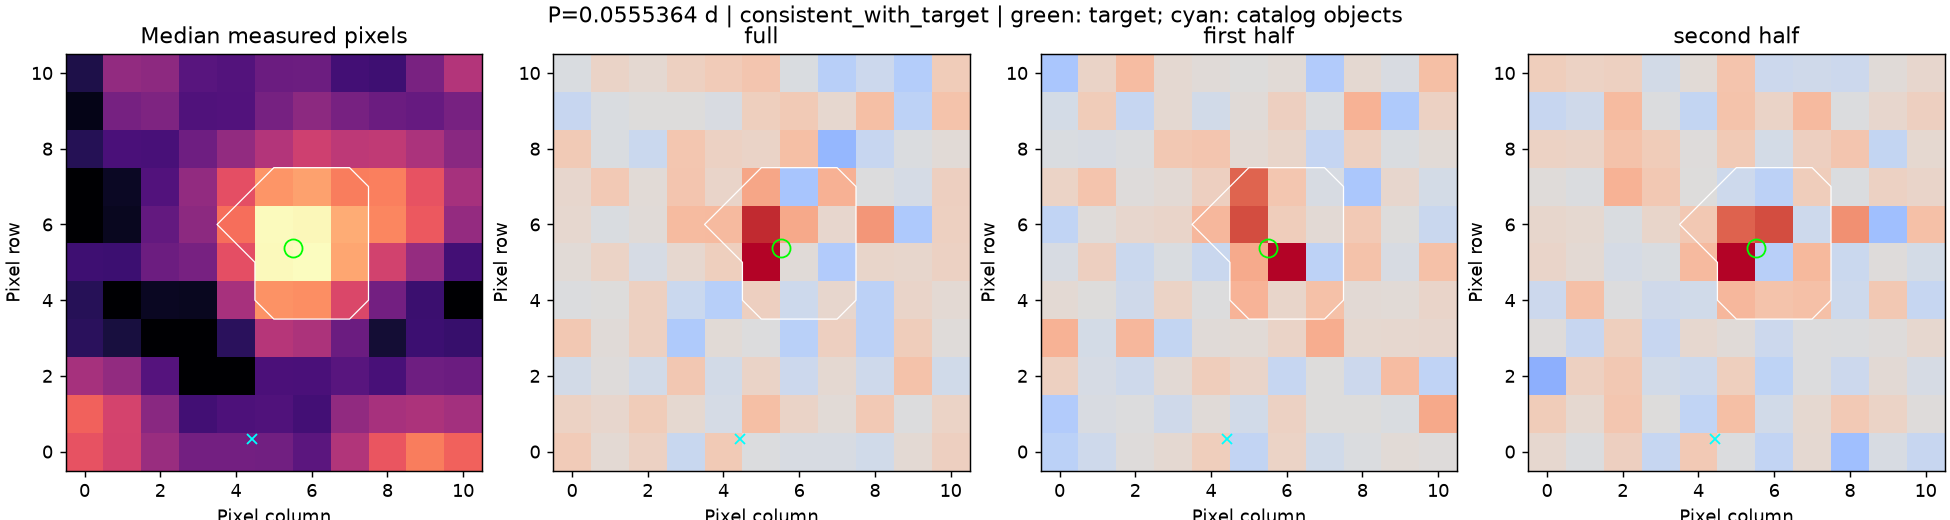 P=0.0555364 d | consistent_with_target | green: target; cyan: catalog objects
Median measured pixels
full
first half
second half
10
8
6
4
2
0
Pixel row
0 2 4 6 8 10
Pixel column
10
8
6
4
2
0
Pixel row
0 2 4 6 8 10
Pixel column
10
8
6
4
2
0
Pixel row
0 2 4 6 8 10
Pixel column
10
8
6
4
2
0
Pixel row
0 2 4 6 8 10
Pixel column